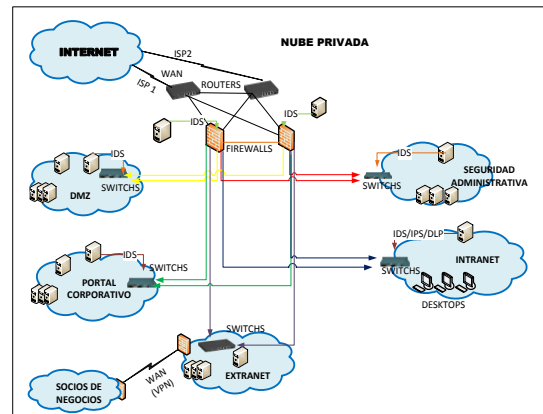 ISP2
INTERNET
NUBE PRIVADA
WAN
ISP 1
ROUTERS
IDS
IDS
FIREWALLS
IDS
IDS
SWITCHS
SWITCHS
SEGURIDAD
ADMINISTRATIVA
DMZ
IDS/IPS/DLP
IDS
SWITCHS
SWITCHS
INTRANET
PORTAL
CORPORATIVO
DESKTOPS
SWITCHS
WAN
(VPN)
EXTRANET
SOCIOS DE
NEGOCIOS